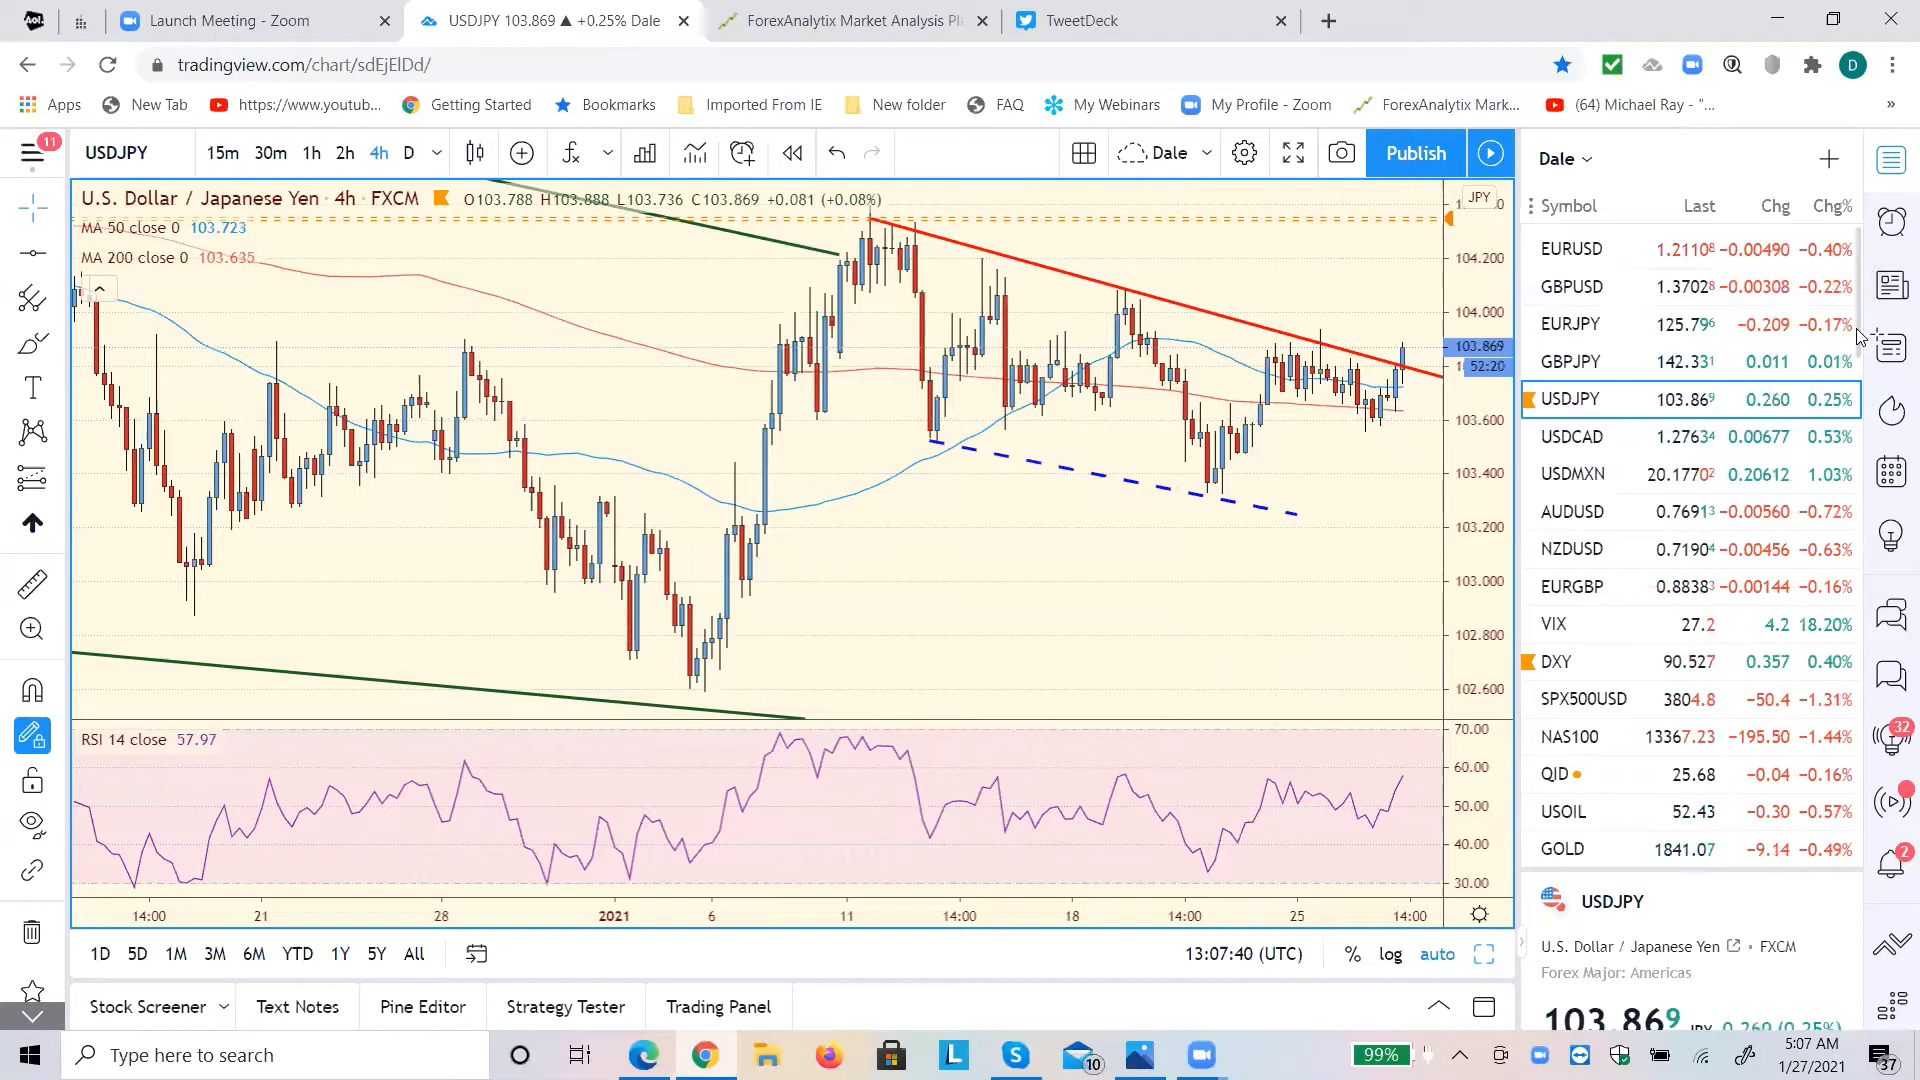 Launch Meeting - Zoom
USDJPY 103.869 ▲ +0.25% Dale
ForexAnalytix Market Analysis Pl
TweetDeck
tradingview.com/chart/sdEjElDd/
D
Apps
New Tab
https://www.youtub...
Getting Started
Bookmarks
Imported From IE
New folder
FAQ
My Webinars
My Profile - Zoom
ForexAnalytix Mark...
(64) Michael Ray - "...
»
11
USDJPY
15m 30m 1h 2h 4h D
Dale
Publish
U.S. Dollar / Japanese Yen · 4h · FXCM
O103.788 H103.888 L103.736 C103.869 +0.081 (+0.08%)
MA 50 close 0 103.723
MA 200 close 0 103.635
JPY
104.200
104.000
103.869
52:20
103.600
103.400
103.200
103.000
102.800
102.600
RSI 14 close 57.97
70.00
60.00
50.00
40.00
30.00
14:00 21 28 2021 6 11 14:00 18 14:00 25 14:00
1D 5D 1M 3M 6M YTD 1Y 5Y All
13:07:40 (UTC) % log auto
Stock Screener Text Notes Pine Editor Strategy Tester Trading Panel
Dale
Symbol Last Chg Chg%
EURUSD 1.21108 −0.00490 −0.40%
GBPUSD 1.37028 −0.00308 −0.22%
EURJPY 125.796 −0.209 −0.17%
GBPJPY 142.331 0.011 0.01%
USDJPY 103.869 0.260 0.25%
USDCAD 1.27634 0.00677 0.53%
USDMXN 20.17702 0.20612 1.03%
AUDUSD 0.76913 −0.00560 −0.72%
NZDUSD 0.71904 −0.00456 −0.63%
EURGBP 0.88383 −0.00144 −0.16%
VIX 27.2 4.2 18.20%
DXY 90.527 0.357 0.40%
SPX500USD 3804.8 −50.4 −1.31%
NAS100 13367.23 −195.50 −1.44%
QID 25.68 −0.04 −0.16%
USOIL 52.43 −0.30 −0.57%
GOLD 1841.07 −9.14 −0.49%
32
2
USDJPY
U.S. Dollar / Japanese Yen · FXCM
Forex Major: Americas
103.869
Type here to search
L
10
99%
5:07 AM
1/27/2021
37